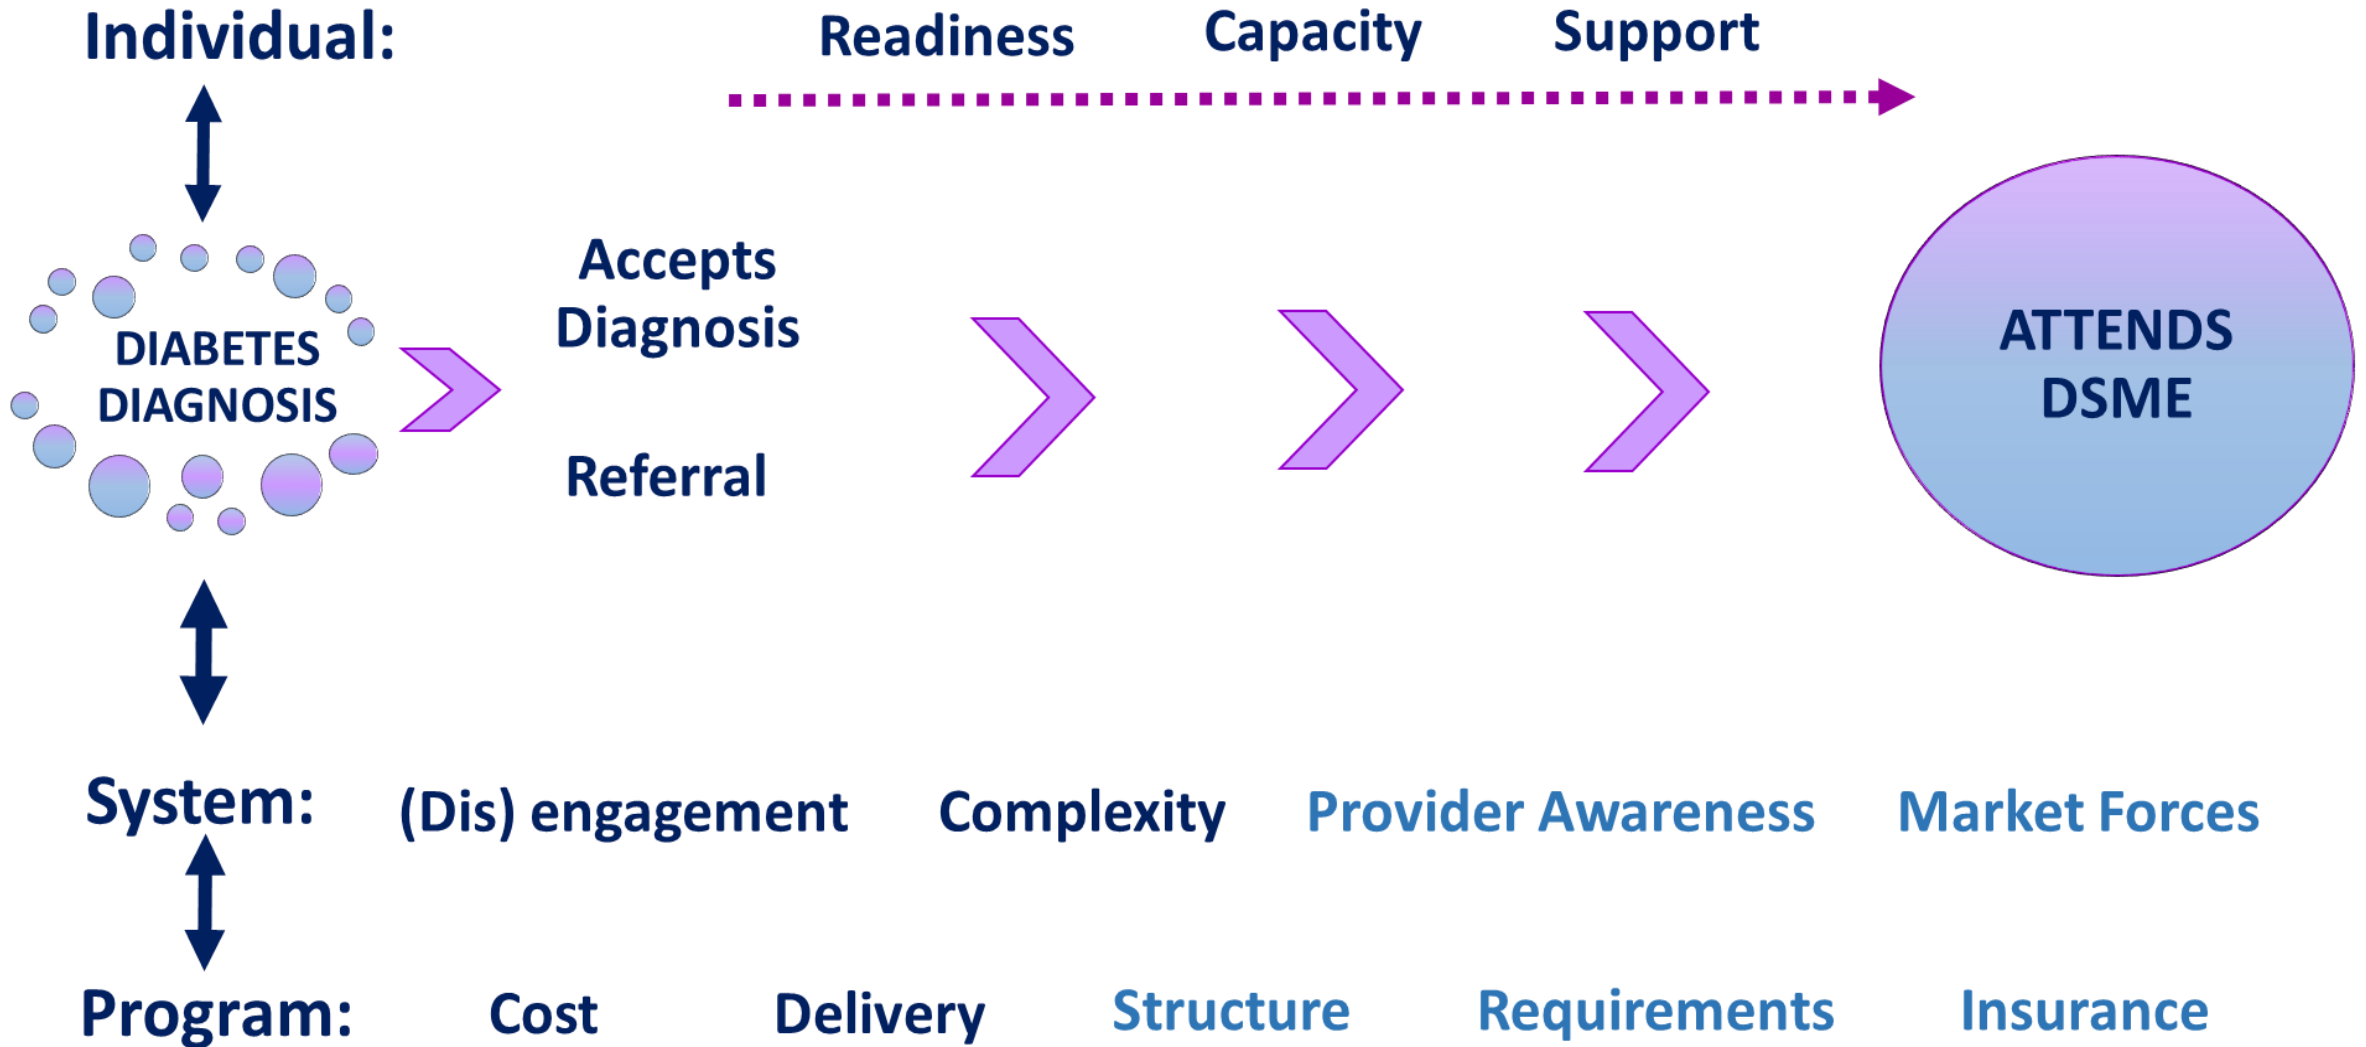 Individual:
Readiness
Capacity
Support
DIABETES
DIAGNOSIS
Accepts
Diagnosis
Referral
ATTENDS
DSME
System:
(Dis) engagement
Complexity
Provider Awareness
Market Forces
Program:
Cost
Delivery
Structure
Requirements
Insurance